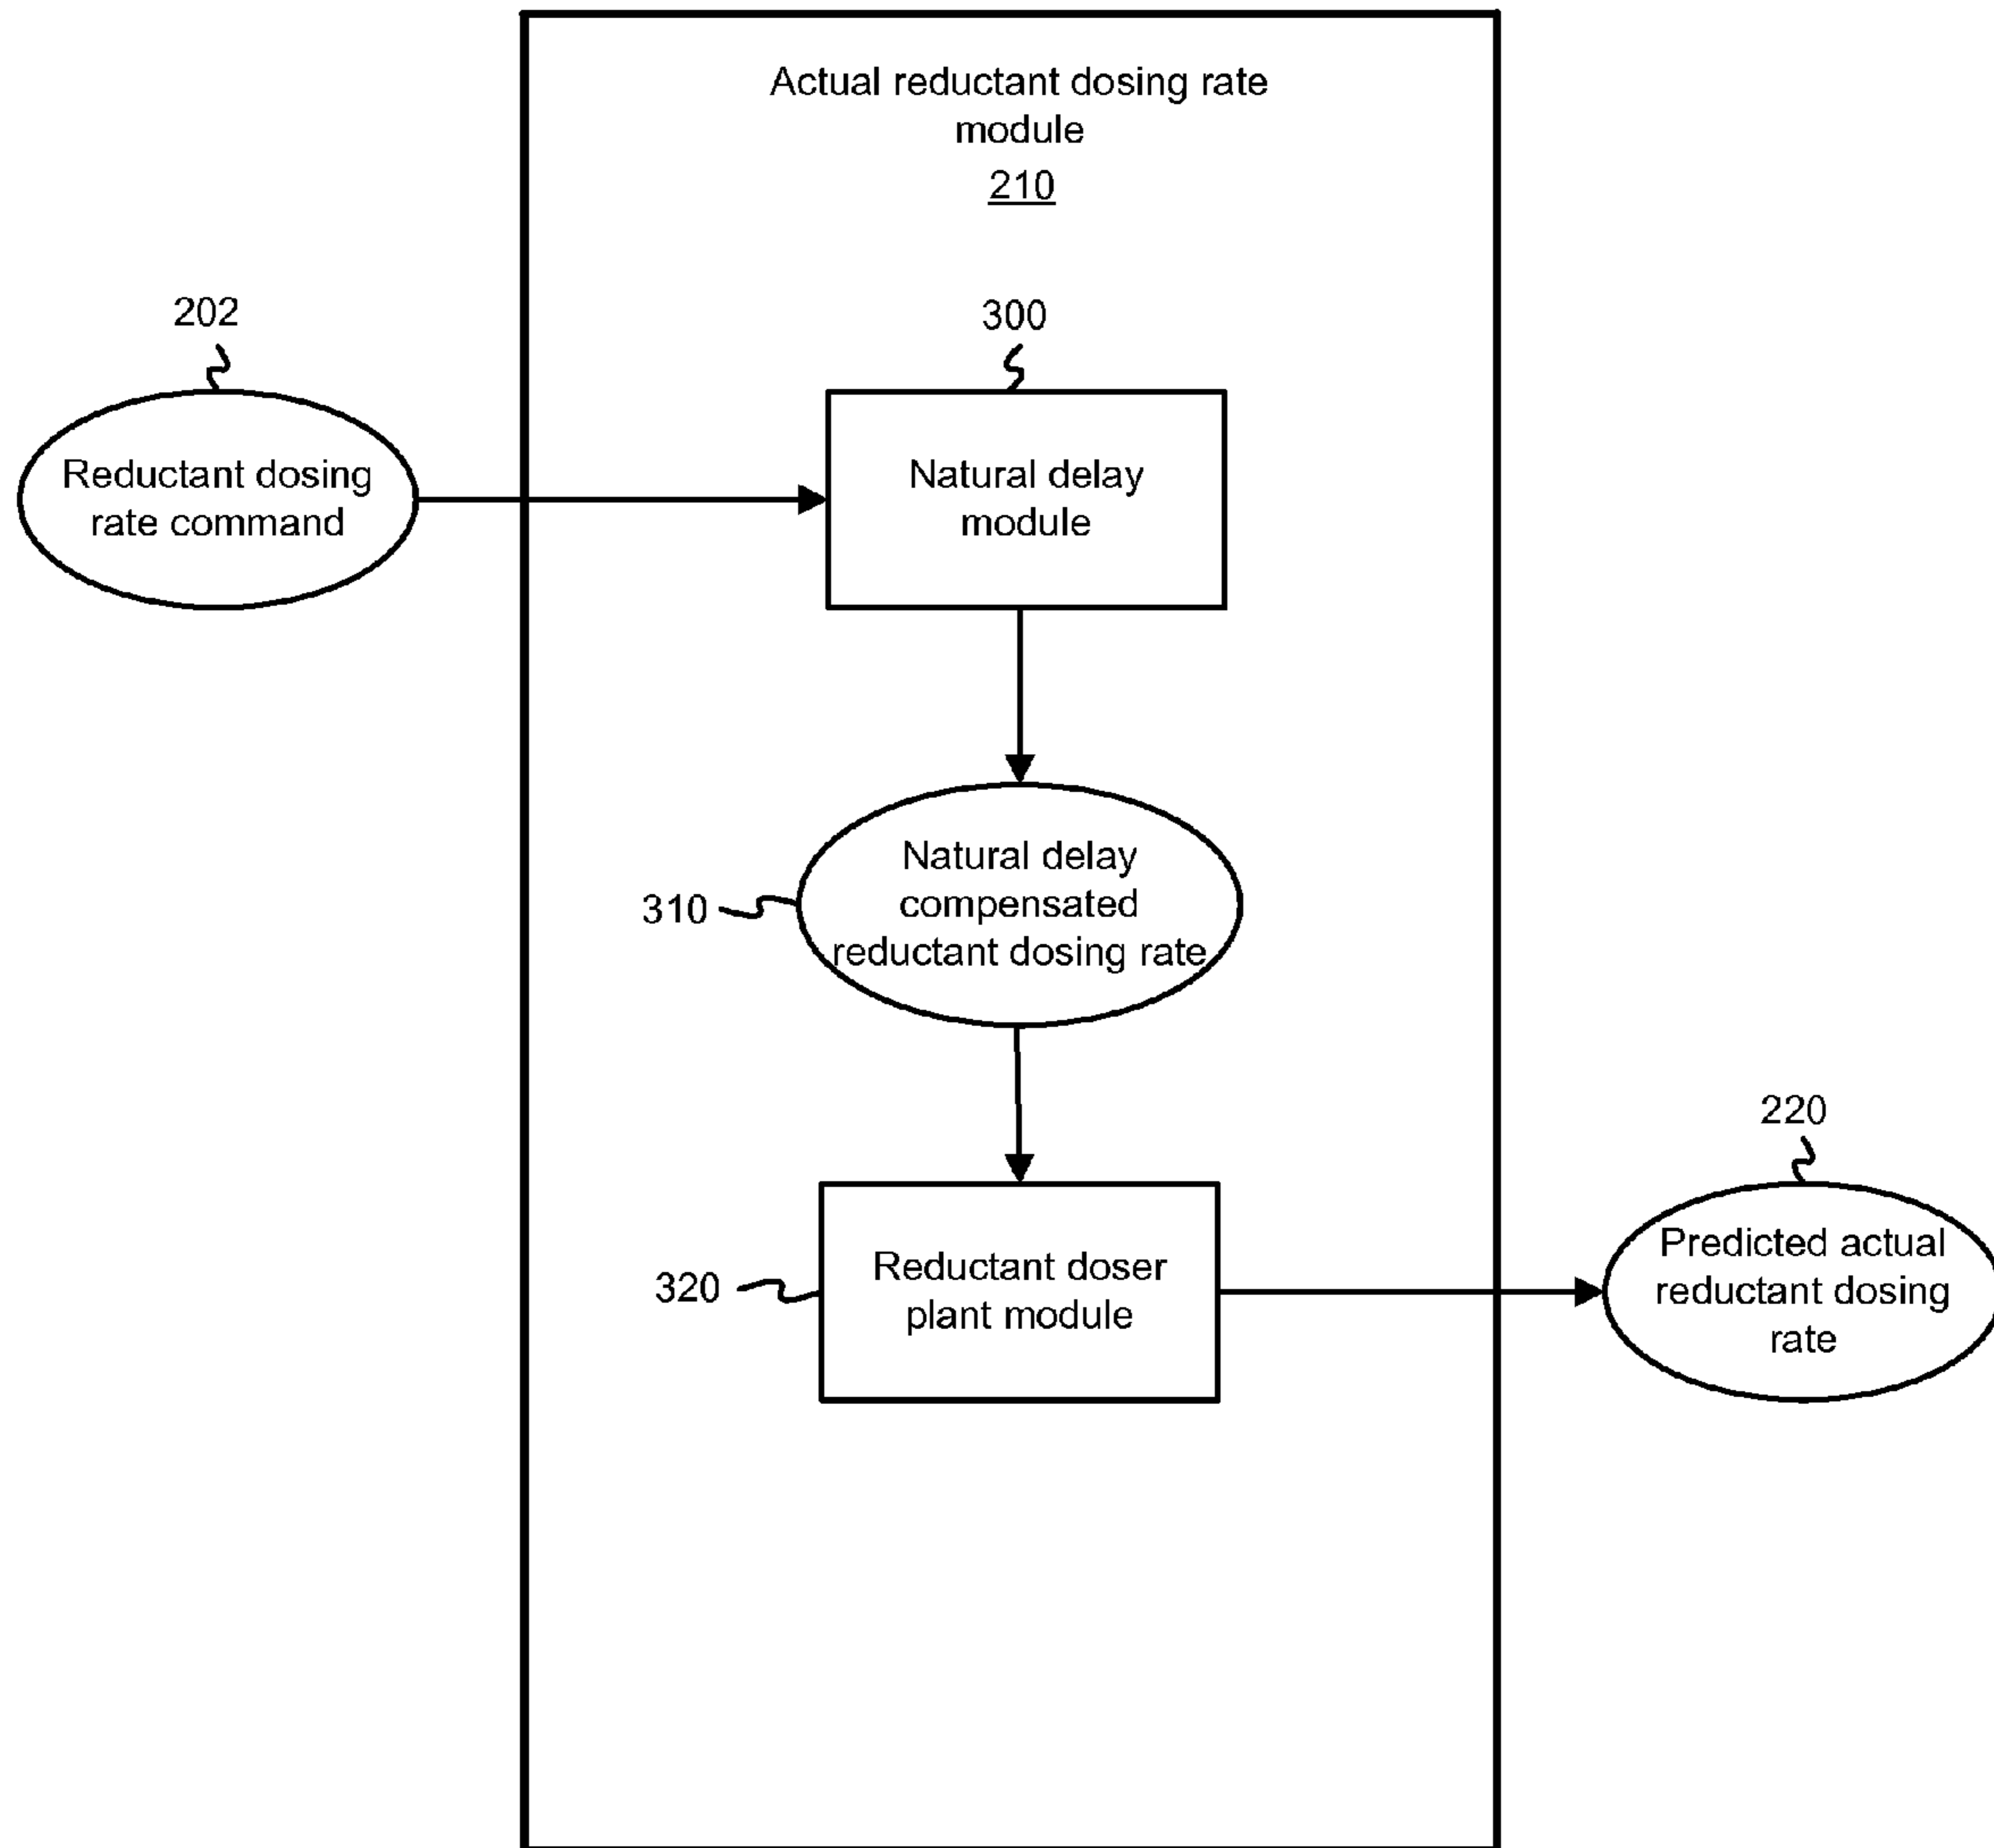 Actual reductant dosing rate
module
210
202
300
Reductant dosing
rate command
Natural delay
module
310
Natural delay
compensated
reductant dosing rate
220
320
Reductant doser
plant module
Predicted actual
reductant dosing
rate